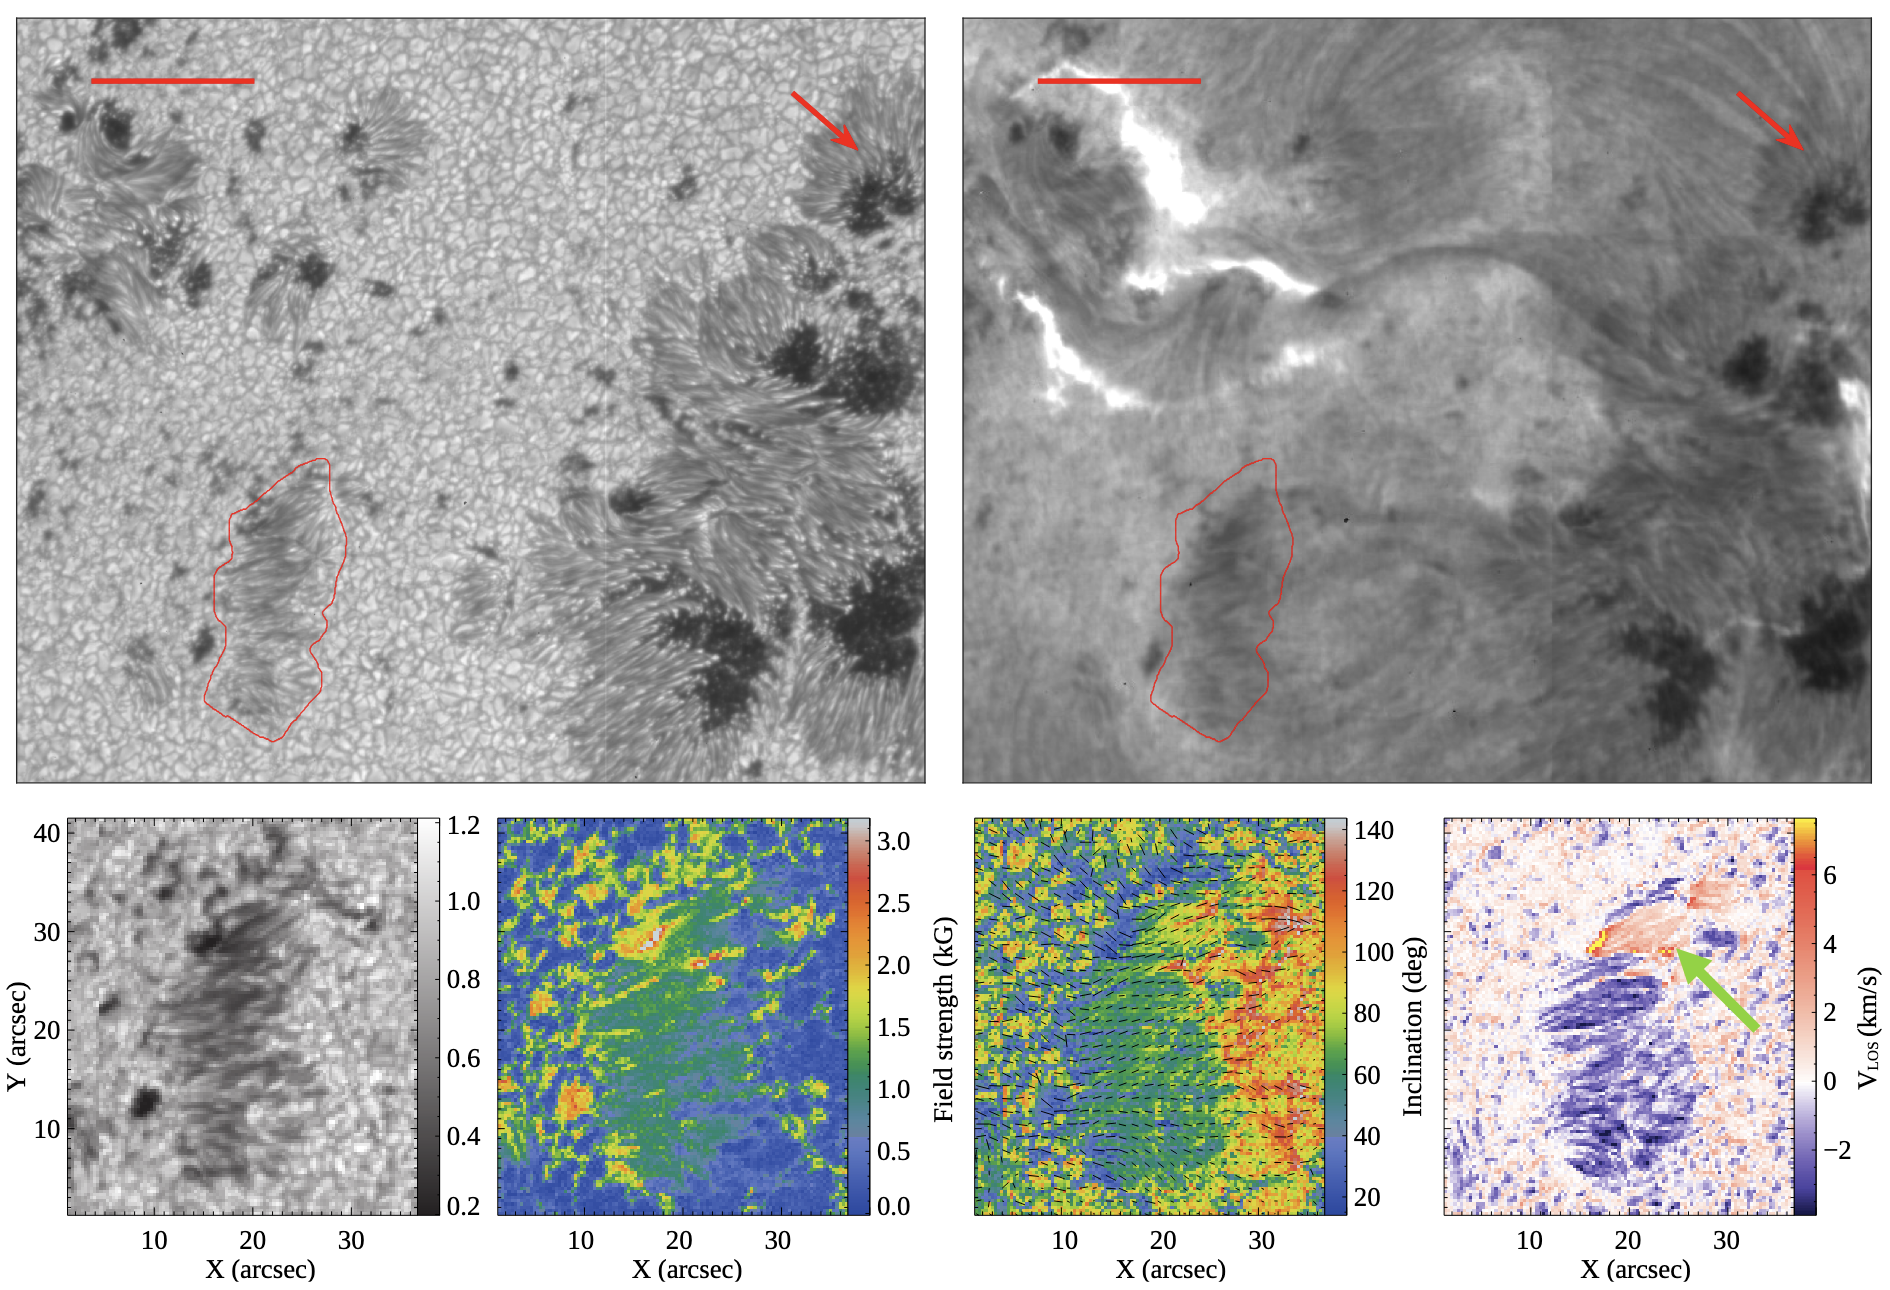 40
30
20
10
Y (arcsec)
10 20 30
X (arcsec)
1.2
1.0
0.8
0.6
0.4
0.2
10 20 30
X (arcsec)
3.0
2.5
2.0
1.5
1.0
0.5
0.0
Field strength (kG)
10 20 30
X (arcsec)
140
120
100
80
60
40
20
Inclination (deg)
10 20 30
X (arcsec)
6
4
2
0
−2
VLOS (km/s)